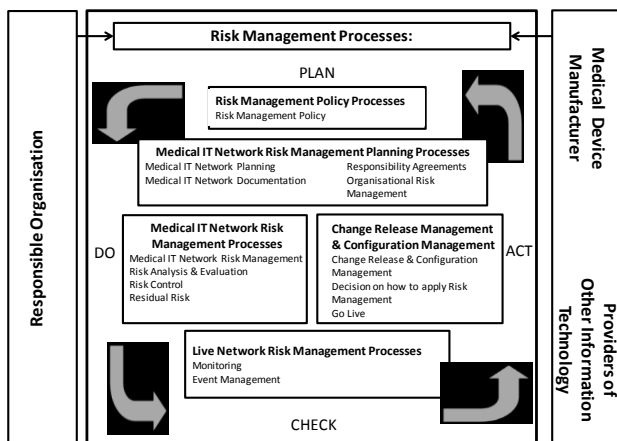 Responsible Organisation
Risk Management Processes:
PLAN
Risk Management Policy Processes
Risk Management Policy
Medical IT Network Risk Management Planning Processes
Medical IT Network Planning
Medical IT Network Documentation
Responsibility Agreements
Organisational Risk
Management
DO
Medical IT Network Risk
Management Processes
Medical IT Network Risk Management
Risk Analysis & Evaluation
Risk Control
Residual Risk
Change Release Management
& Configuration Management
Change Release & Configuration
Management
Decision on how to apply Risk
Management
Go Live
ACT
Live Network Risk Management Processes
Monitoring
Event Management
CHECK
Medical Device
Manufacturer
Providers of
Other Information
Technology